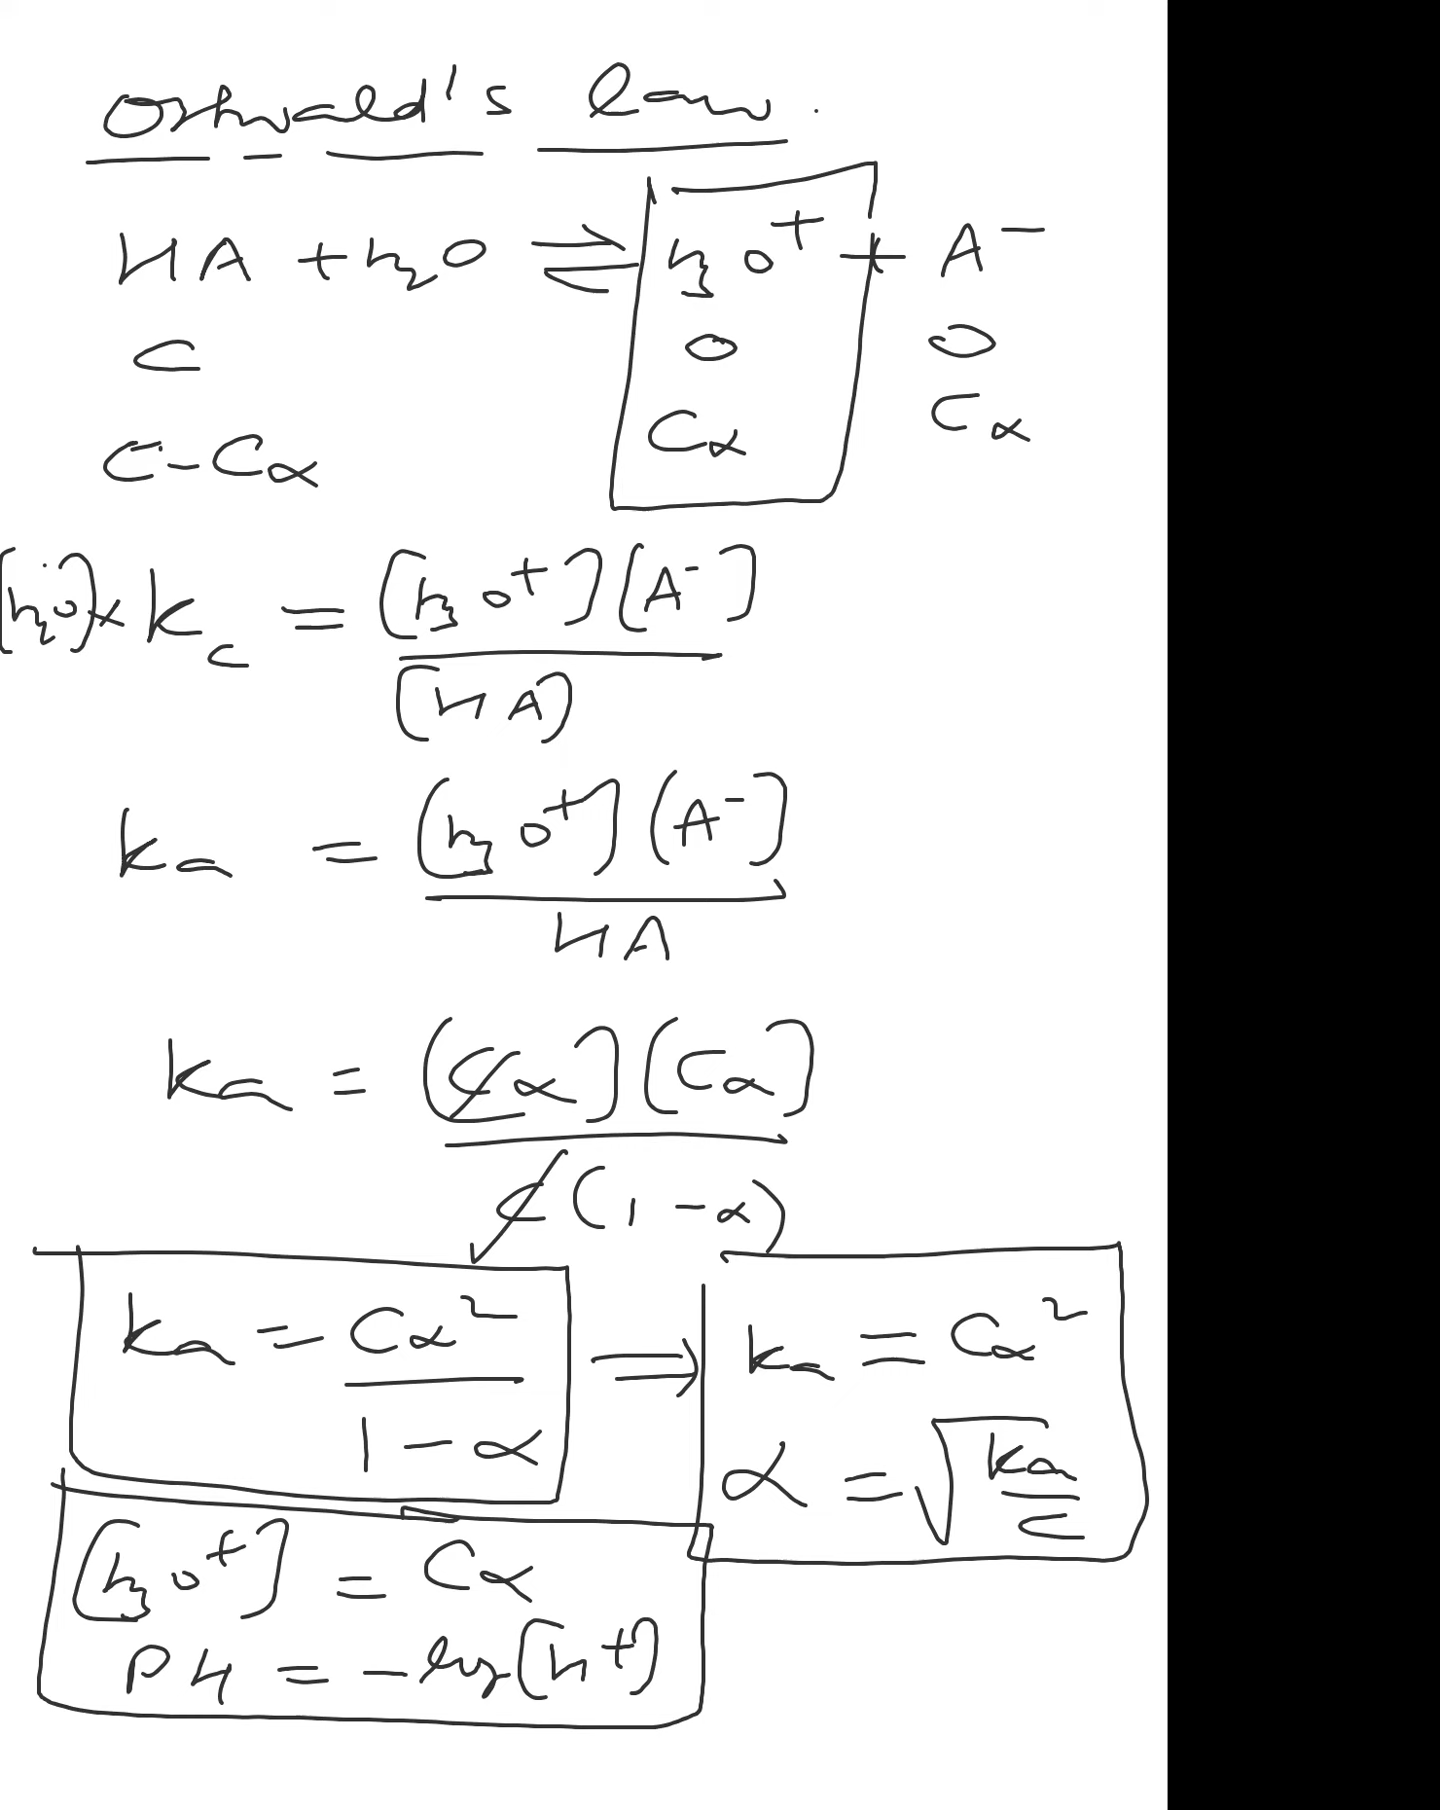 Ostwald's law.
HA + H₂O ⇌ H₃O⁺ + A⁻
C 0 0
C-Cα Cα Cα
[H₂O] × Kc = [H₃O⁺][A⁻] / [HA]
Ka = [H₃O⁺][A⁻] / HA
Ka = [Cα][Cα] / C(1-α)
Ka = Cα² / 1-α ⇒ Ka = Cα²
α = √Ka/C
[H₃O⁺] = Cα
PH = -log[H⁺]